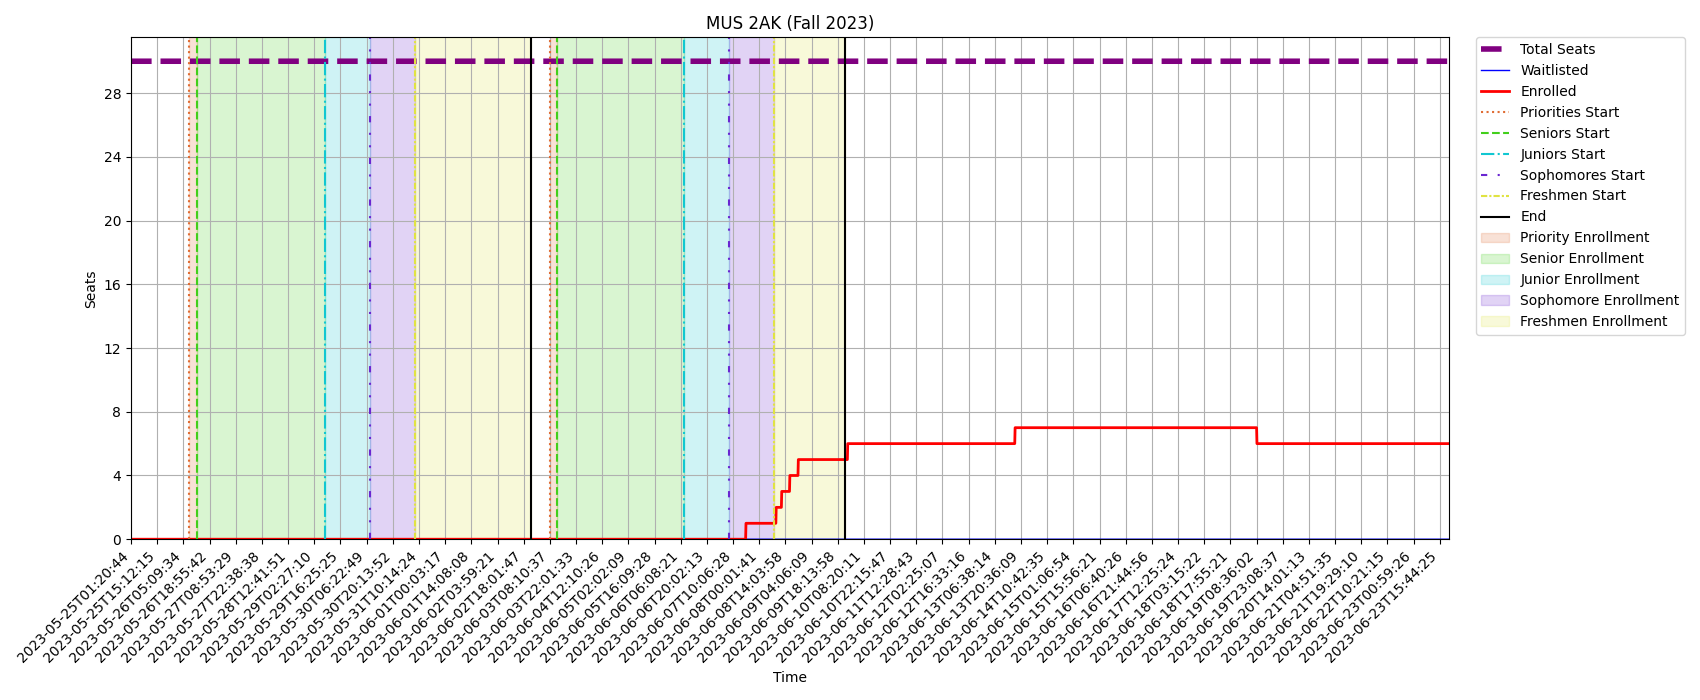 MUS 2AK (Fall 2023)
Total Seats
Waitlisted
Enrolled
Priorities Start
Seniors Start
Juniors Start
Sophomores Start
Freshmen Start
End
Priority Enrollment
Senior Enrollment
Junior Enrollment
Sophomore Enrollment
Freshmen Enrollment
Seats
28
24
20
16
12
8
4
0
2023-05-25T01:20:44
2023-05-25T15:12:15
2023-05-26T05:09:34
2023-05-26T18:55:42
2023-05-27T08:53:29
2023-05-27T22:38:38
2023-05-28T12:41:51
2023-05-29T02:27:10
2023-05-29T16:25:25
2023-05-30T06:22:49
2023-05-30T20:13:52
2023-05-31T10:14:24
2023-06-01T00:03:17
2023-06-01T14:08:09
2023-06-02T03:59:21
2023-06-02T18:01:47
2023-06-03T08:10:37
2023-06-03T22:01:33
2023-06-04T12:10:26
2023-06-05T02:02:09
2023-06-05T16:09:28
2023-06-06T06:08:21
2023-06-06T20:02:13
2023-06-07T10:06:28
2023-06-08T00:01:41
2023-06-08T14:03:58
2023-06-09T04:06:09
2023-06-09T18:13:58
2023-06-10T08:20:11
2023-06-10T22:15:47
2023-06-11T12:28:43
2023-06-12T02:25:07
2023-06-12T16:33:16
2023-06-13T06:38:14
2023-06-13T20:36:09
2023-06-14T10:42:35
2023-06-15T01:06:54
2023-06-15T15:56:21
2023-06-16T06:40:26
2023-06-16T21:44:56
2023-06-17T12:25:24
2023-06-18T03:15:22
2023-06-18T17:55:21
2023-06-19T08:36:02
2023-06-19T23:08:37
2023-06-20T14:01:13
2023-06-21T04:51:35
2023-06-21T19:29:10
2023-06-22T10:21:15
2023-06-23T00:59:26
2023-06-23T15:44:25
Time